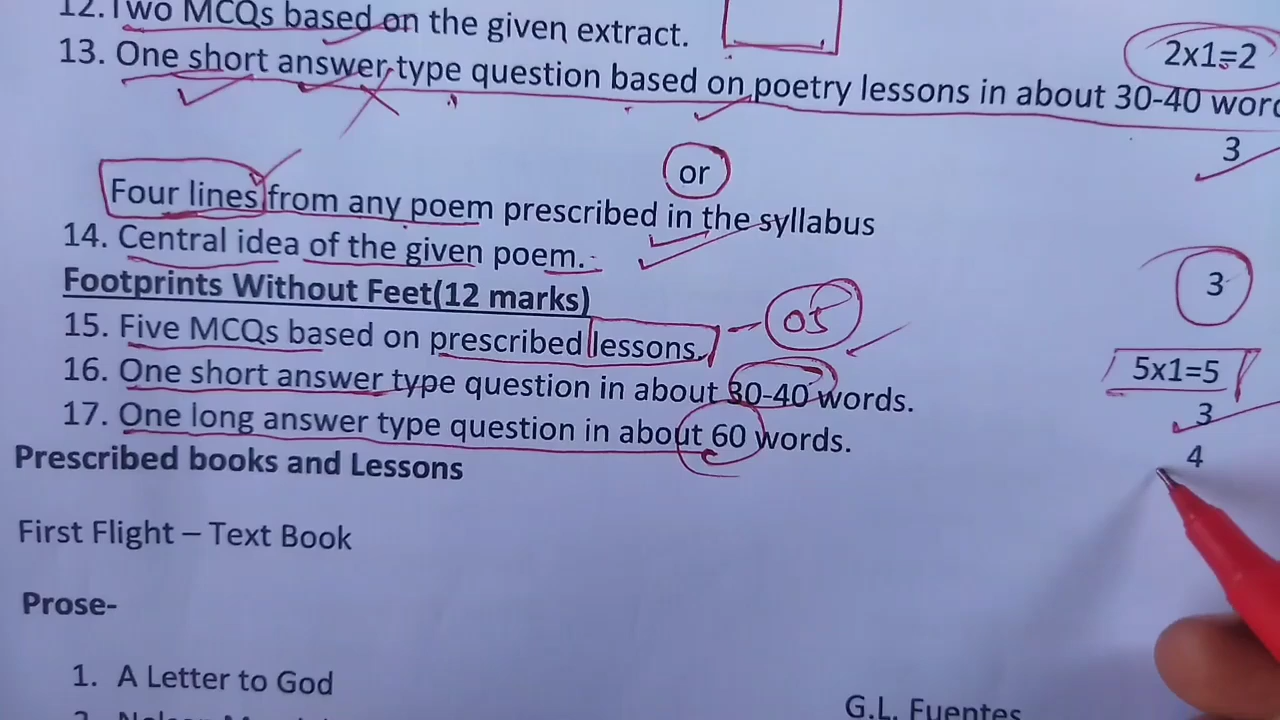 12.Two MCQs based on the given extract.
2x1=2
13. One short answer type question based on poetry lessons in about 30-40
3
or
Four lines from any poem prescribed in the syllabus
14. Central idea of the given poem.
3
Footprints Without Feet(12 marks)
15. Five MCQs based on prescribed lessons. - 05
5x1=5
16. One short answer type question in about 30-40 words.
3
17. One long answer type question in about 60 words.
4
Prescribed books and Lessons
First Flight – Text Book
Prose-
1. A Letter to God
G.L. Fuentes